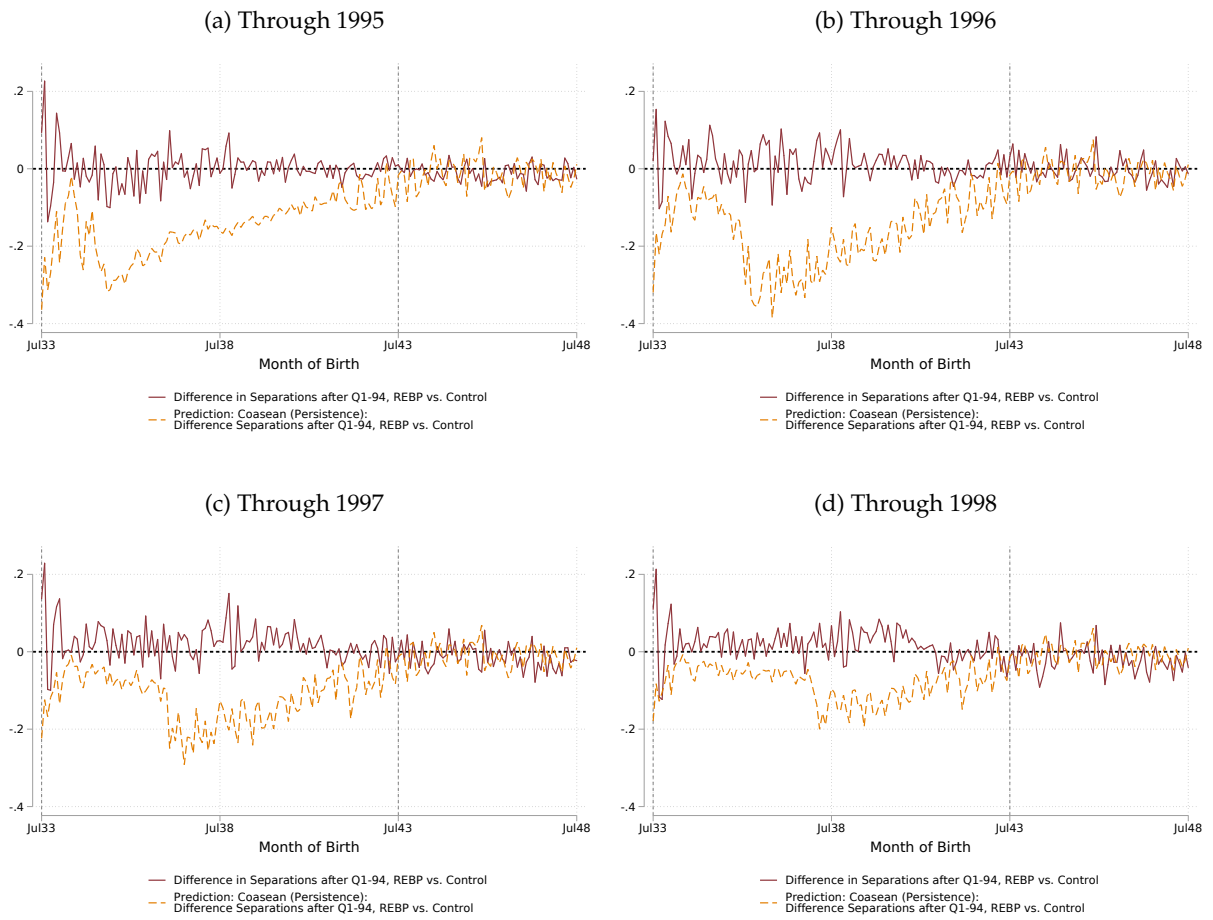 (a) Through 1995
.2
0
-.2
-.4
Jul33 Jul38 Jul43 Jul48
Month of Birth
Difference in Separations after Q1-94, REBP vs. Control
Prediction: Coasean (Persistence):
Difference Separations after Q1-94, REBP vs. Control
(b) Through 1996
.2
0
-.2
-.4
Jul33 Jul38 Jul43 Jul48
Month of Birth
Difference in Separations after Q1-94, REBP vs. Control
Prediction: Coasean (Persistence):
Difference Separations after Q1-94, REBP vs. Control
(c) Through 1997
.2
0
-.2
-.4
Jul33 Jul38 Jul43 Jul48
Month of Birth
Difference in Separations after Q1-94, REBP vs. Control
Prediction: Coasean (Persistence):
Difference Separations after Q1-94, REBP vs. Control
(d) Through 1998
.2
0
-.2
-.4
Jul33 Jul38 Jul43 Jul48
Month of Birth
Difference in Separations after Q1-94, REBP vs. Control
Prediction: Coasean (Persistence):
Difference Separations after Q1-94, REBP vs. Control